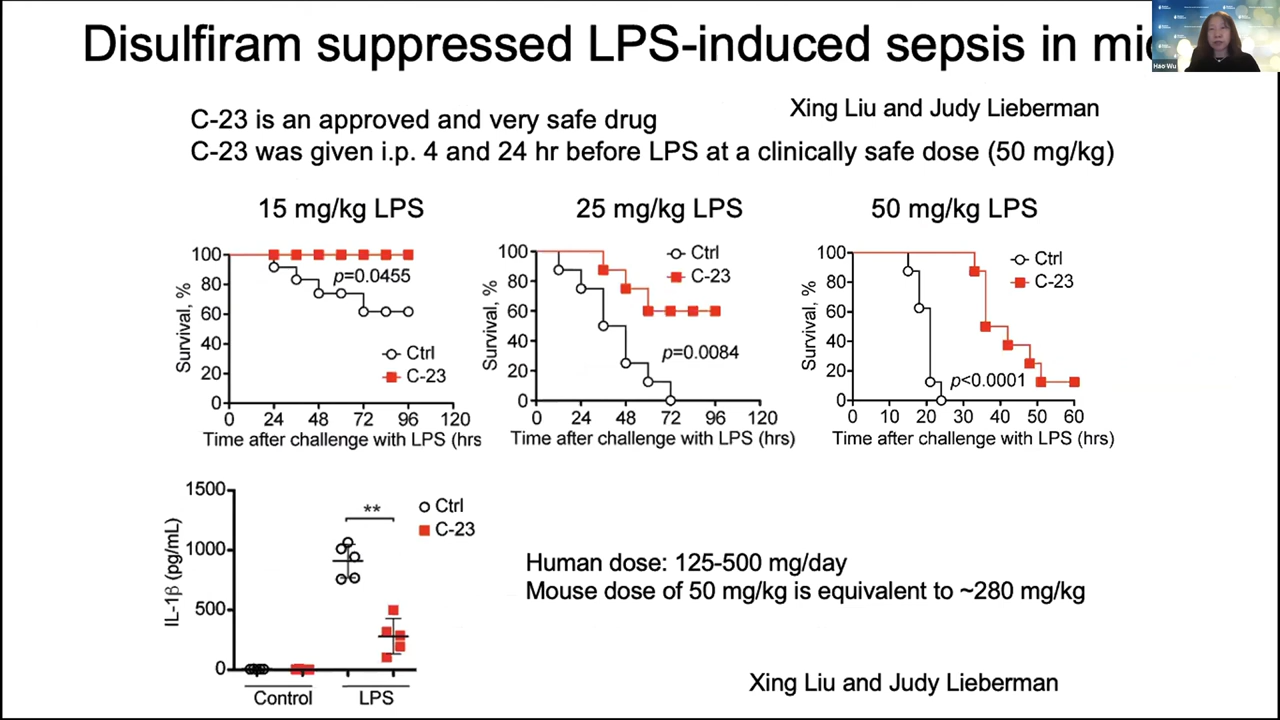 Disulfiram suppressed LPS-induced sepsis in mi
Hao Wu
Xing Liu and Judy Lieberman
C-23 is an approved and very safe drug
C-23 was given i.p. 4 and 24 hr before LPS at a clinically safe dose (50 mg/kg)
15 mg/kg LPS
25 mg/kg LPS
50 mg/kg LPS
100
80
60
40
20
0
Survival, %
p=0.0455
Ctrl
C-23
0 24 48 72 96 120
Time after challenge with LPS (hrs
100
80
60
40
20
0
Survival, %
Ctrl
C-23
p=0.0084
0 24 48 72 96 120
Time after challenge with LPS (hrs)
100
80
60
40
20
0
Survival, %
Ctrl
C-23
p<0.0001
0 10 20 30 40 50 60
Time after challenge with LPS (hrs)
1500
1000
500
0
IL-1β (pg/mL)
**
Ctrl
C-23
Control
LPS
Human dose: 125-500 mg/day
Mouse dose of 50 mg/kg is equivalent to ~280 mg/kg
Xing Liu and Judy Lieberman